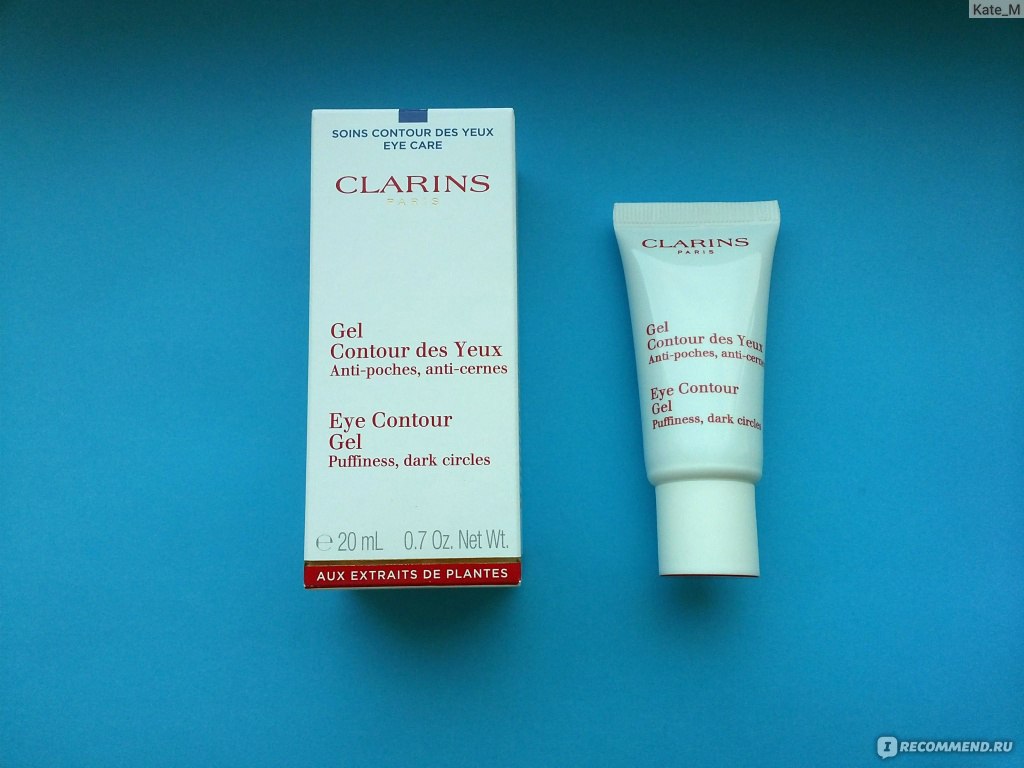 Kate_M
SOINS CONTOUR DES YEUX
EYE CARE
CLARINS
PARIS
Gel
Contour des Yeux
Anti-poches, anti-cernes
Eye Contour
Gel
Puffiness, dark circles
℮ 20 mL 0.7 Oz. Net Wt.
AUX EXTRAITS DE PLANTES
CLARINS
PARIS
Gel
Contour des Yeux
Anti-poches, anti-cerne
Eye Contour
Gel
Puffiness, dark circles
IRECOMMEND.RU